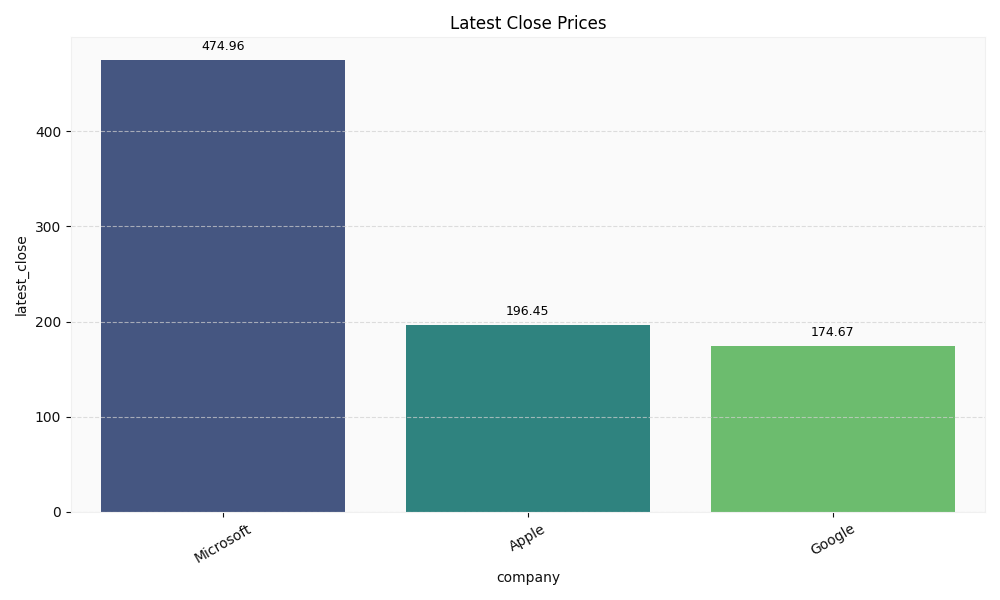 Latest Close Prices
474.96
196.45
174.67
latest_close
400
300
200
100
0
Microsoft
Apple
Google
company